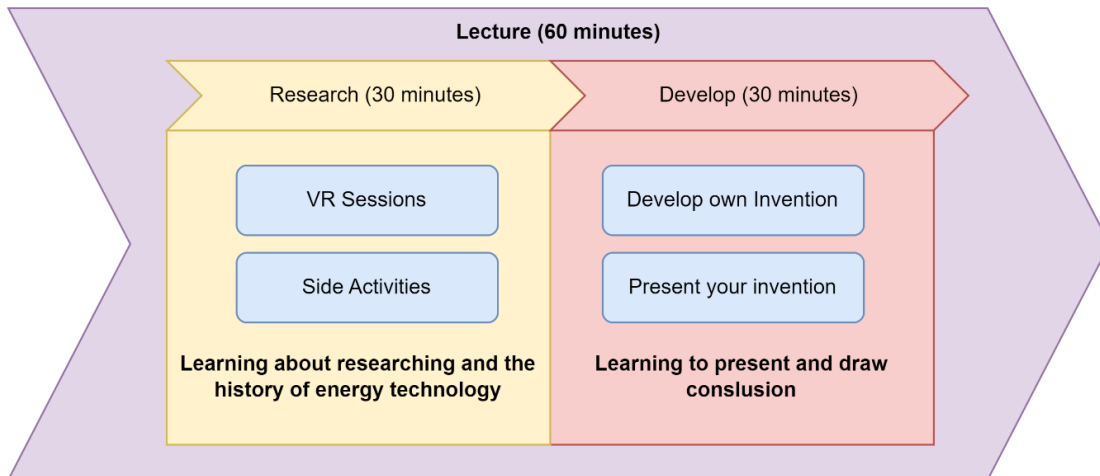 Lecture (60 minutes)
Research (30 minutes)
Develop (30 minutes)
VR Sessions
Side Activities
Learning about researching and the
history of energy technology
Develop own Invention
Present your invention
Learning to present and draw
conslusion